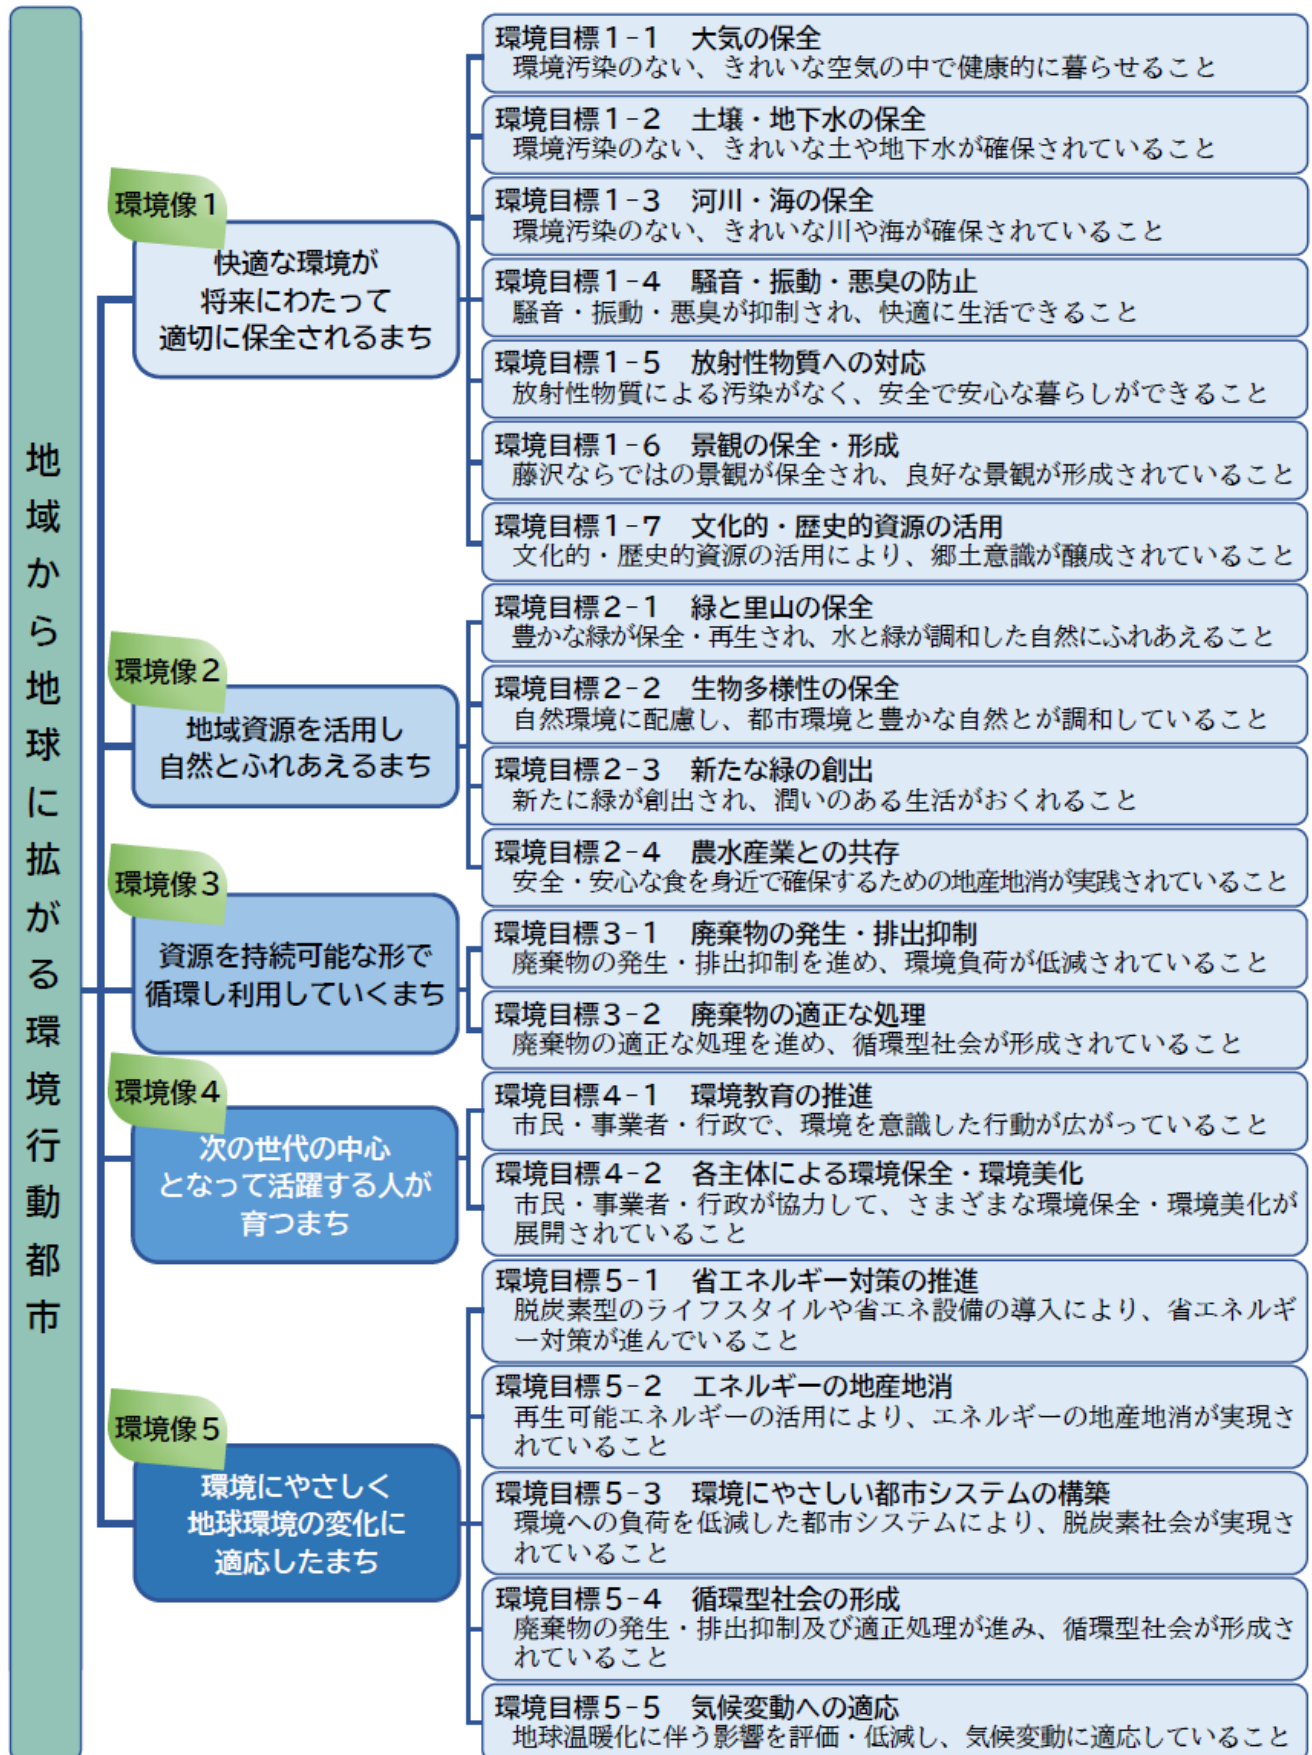 地域から地球に拡がる環境行動都市
環境像1
快適な環境が
将来にわたって
適切に保全されるまち
環境目標1-1　大気の保全
環境汚染のない、きれいな空気の中で健康的に暮らせること
環境目標1-2　土壌・地下水の保全
環境汚染のない、きれいな土や地下水が確保されていること
環境目標1-3　河川・海の保全
環境汚染のない、きれいな川や海が確保されていること
環境目標1-4　騒音・振動・悪臭の防止
騒音・振動・悪臭が抑制され、快適に生活できること
環境目標1-5　放射性物質への対応
放射性物質による汚染がなく、安全で安心な暮らしができること
環境目標1-6　景観の保全・形成
藤沢ならではの景観が保全され、良好な景観が形成されていること
環境目標1-7　文化的・歴史的資源の活用
文化的・歴史的資源の活用により、郷土意識が醸成されていること
環境像2
地域資源を活用し
自然とふれあえるまち
環境目標2-1　緑と里山の保全
豊かな緑が保全・再生され、水と緑が調和した自然にふれあえること
環境目標2-2　生物多様性の保全
自然環境に配慮し、都市環境と豊かな自然とが調和していること
環境目標2-3　新たな緑の創出
新たに緑が創出され、潤いのある生活がおくれること
環境目標2-4　農水産業との共存
安全・安心な食を身近で確保するための地産地消が実践されていること
環境像3
資源を持続可能な形で
循環し利用していくまち
環境目標3-1　廃棄物の発生・排出抑制
廃棄物の発生・排出抑制を進め、環境負荷が低減されていること
環境目標3-2　廃棄物の適正な処理
廃棄物の適正な処理を進め、循環型社会が形成されていること
環境像4
次の世代の中心
となって活躍する人が
育つまち
環境目標4-1　環境教育の推進
市民・事業者・行政で、環境を意識した行動が広がっていること
環境目標4-2　各主体による環境保全・環境美化
市民・事業者・行政が協力して、さまざまな環境保全・環境美化が
展開されていること
環境像5
環境にやさしく
地球環境の変化に
適応したまち
環境目標5-1　省エネルギー対策の推進
脱炭素型のライフスタイルや省エネ設備の導入により、省エネルギ
ー対策が進んでいること
環境目標5-2　エネルギーの地産地消
再生可能エネルギーの活用により、エネルギーの地産地消が実現さ
れていること
環境目標5-3　環境にやさしい都市システムの構築
環境への負荷を低減した都市システムにより、脱炭素社会が実現さ
れていること
環境目標5-4　循環型社会の形成
廃棄物の発生・排出抑制及び適正処理が進み、循環型社会が形成さ
れていること
環境目標5-5　気候変動への適応
地球温暖化に伴う影響を評価・低減し、気候変動に適応していること